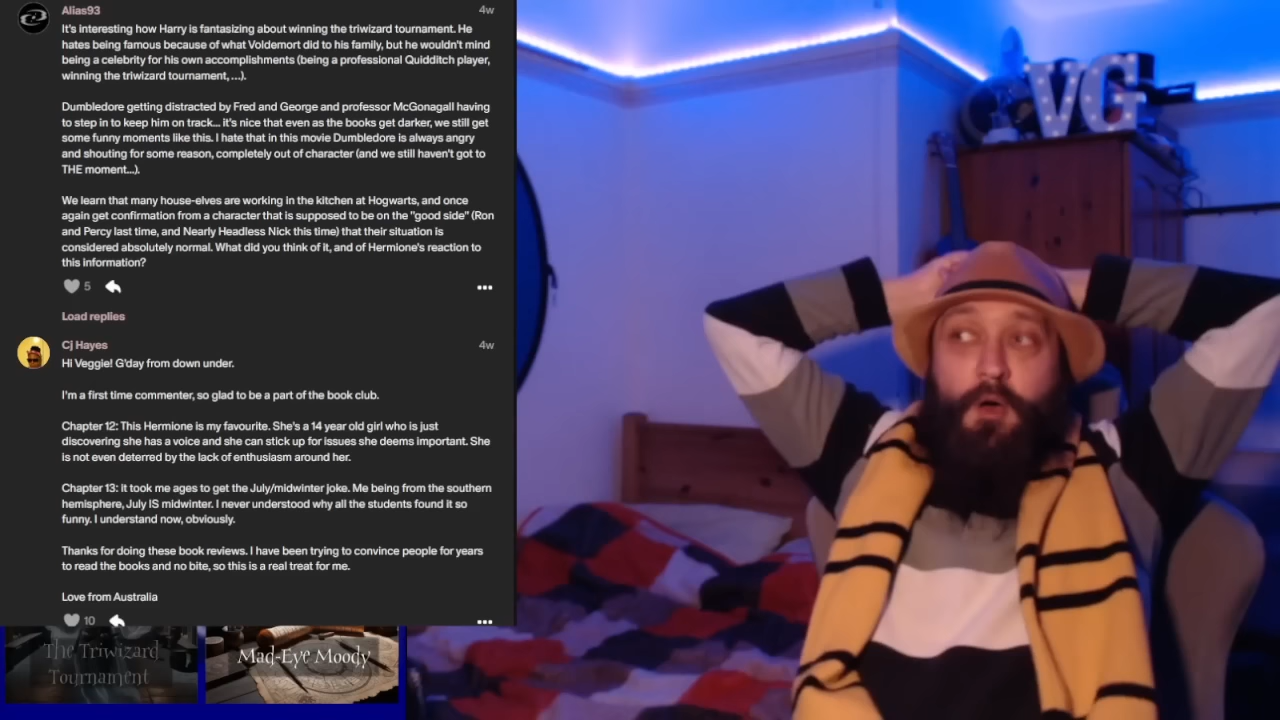 Alias93
4w
It's interesting how Harry is fantasizing about winning the triwizard tournament. He
hates being famous because of what Voldemort did to his family, but he wouldn't mind
being a celebrity for his own accomplishments (being a professional Quidditch player,
winning the triwizard tournament, ...).
Dumbledore getting distracted by Fred and George and professor McGonagall having
to step in to keep him on track... it's nice that even as the books get darker, we still get
some funny moments like this. I hate that in this movie Dumbledore is always angry
and shouting for some reason, completely out of character (and we still haven't got to
THE moment...).
We learn that many house-elves are working in the kitchen at Hogwarts, and once
again get confirmation from a character that is supposed to be on the "good side" (Ron
and Percy last time, and Nearly Headless Nick this time) that their situation is
considered absolutely normal. What did you think of it, and of Hermione's reaction to
this information?
5
Load replies
Cj Hayes
4w
Hi Veggie! G'day from down under.
I'm a first time commenter, so glad to be a part of the book club.
Chapter 12: This Hermione is my favourite. She's a 14 year old girl who is just
discovering she has a voice and she can stick up for issues she deems important. She
is not even deterred by the lack of enthusiasm around her.
Chapter 13: it took me ages to get the July/midwinter joke. Me being from the southern
hemisphere, July IS midwinter. I never understood why all the students found it so
funny. I understand now, obviously.
Thanks for doing these book reviews. I have been trying to convince people for years
to read the books and no bite, so this is a real treat for me.
Love from Australia
10
The Triwizard
Tournament
Mad-Eye Moody
VG